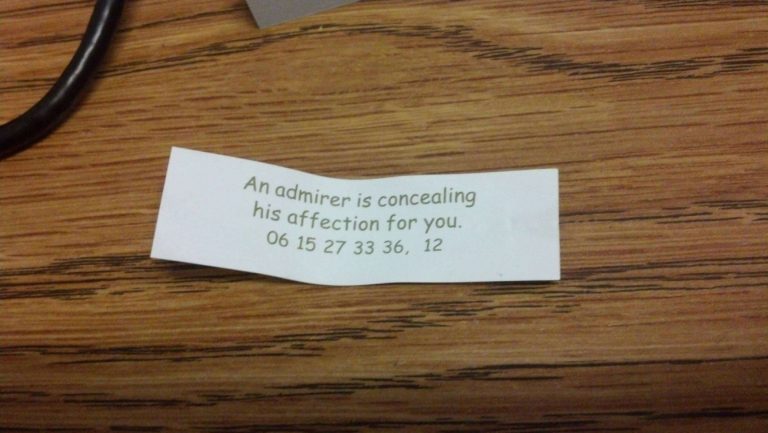 An admirer is concealing
his affection for you.
06 15 27 33 36, 12